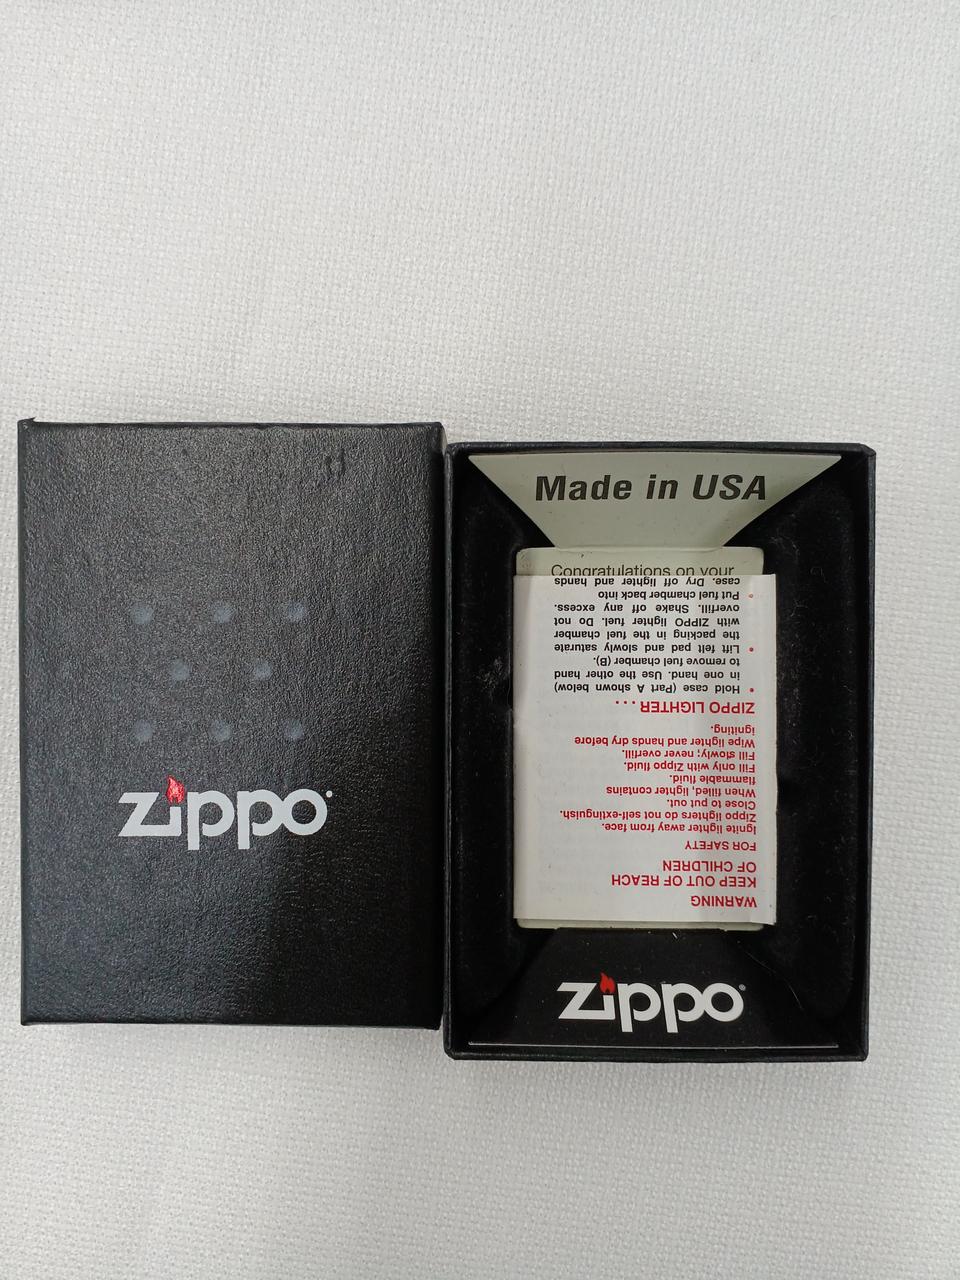 zippo
Made in USA
Congratulations on your
WARNING
KEEP OUT OF REACH
OF CHILDREN
FOR SAFETY
Ignite lighter away from face.
Zippo lighters do not self-extinguish.
Close to put out.
When filled, lighter contains
flammable fluid.
Fill only with Zippo fluid.
Fill slowly; never overfill.
Wipe lighter and hands dry before
igniting.
ZIPPO LIGHTER . . .
• Hold case (Part A shown below)
in one hand. Use the other hand
to remove fuel chamber (B).
• Lift felt pad and slowly saturate
the packing in the fuel chamber
with ZIPPO lighter fuel. Do not
overfill. Shake off any excess.
• Put fuel chamber back into
case. Dry off lighter and hands
zippo®